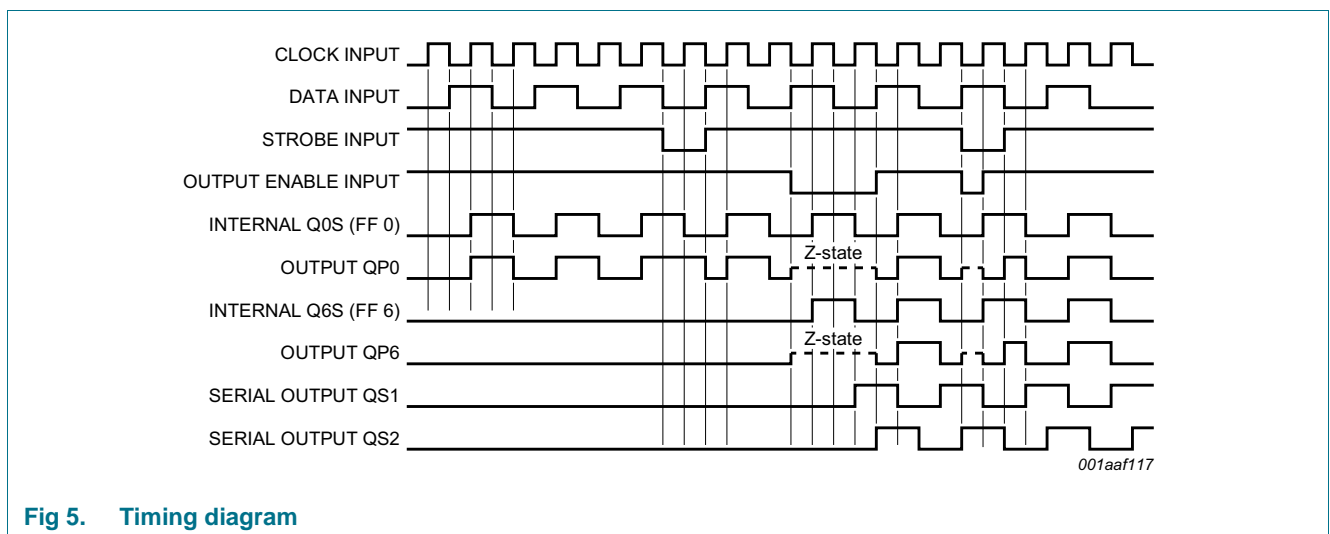 CLOCK INPUT
DATA INPUT
STROBE INPUT
OUTPUT ENABLE INPUT
INTERNAL Q0S (FF 0)
Z-state
OUTPUT QP0
INTERNAL Q6S (FF 6)
Z-state
OUTPUT QP6
SERIAL OUTPUT QS1
SERIAL OUTPUT QS2
001aaf117
Fig 5. Timing diagram